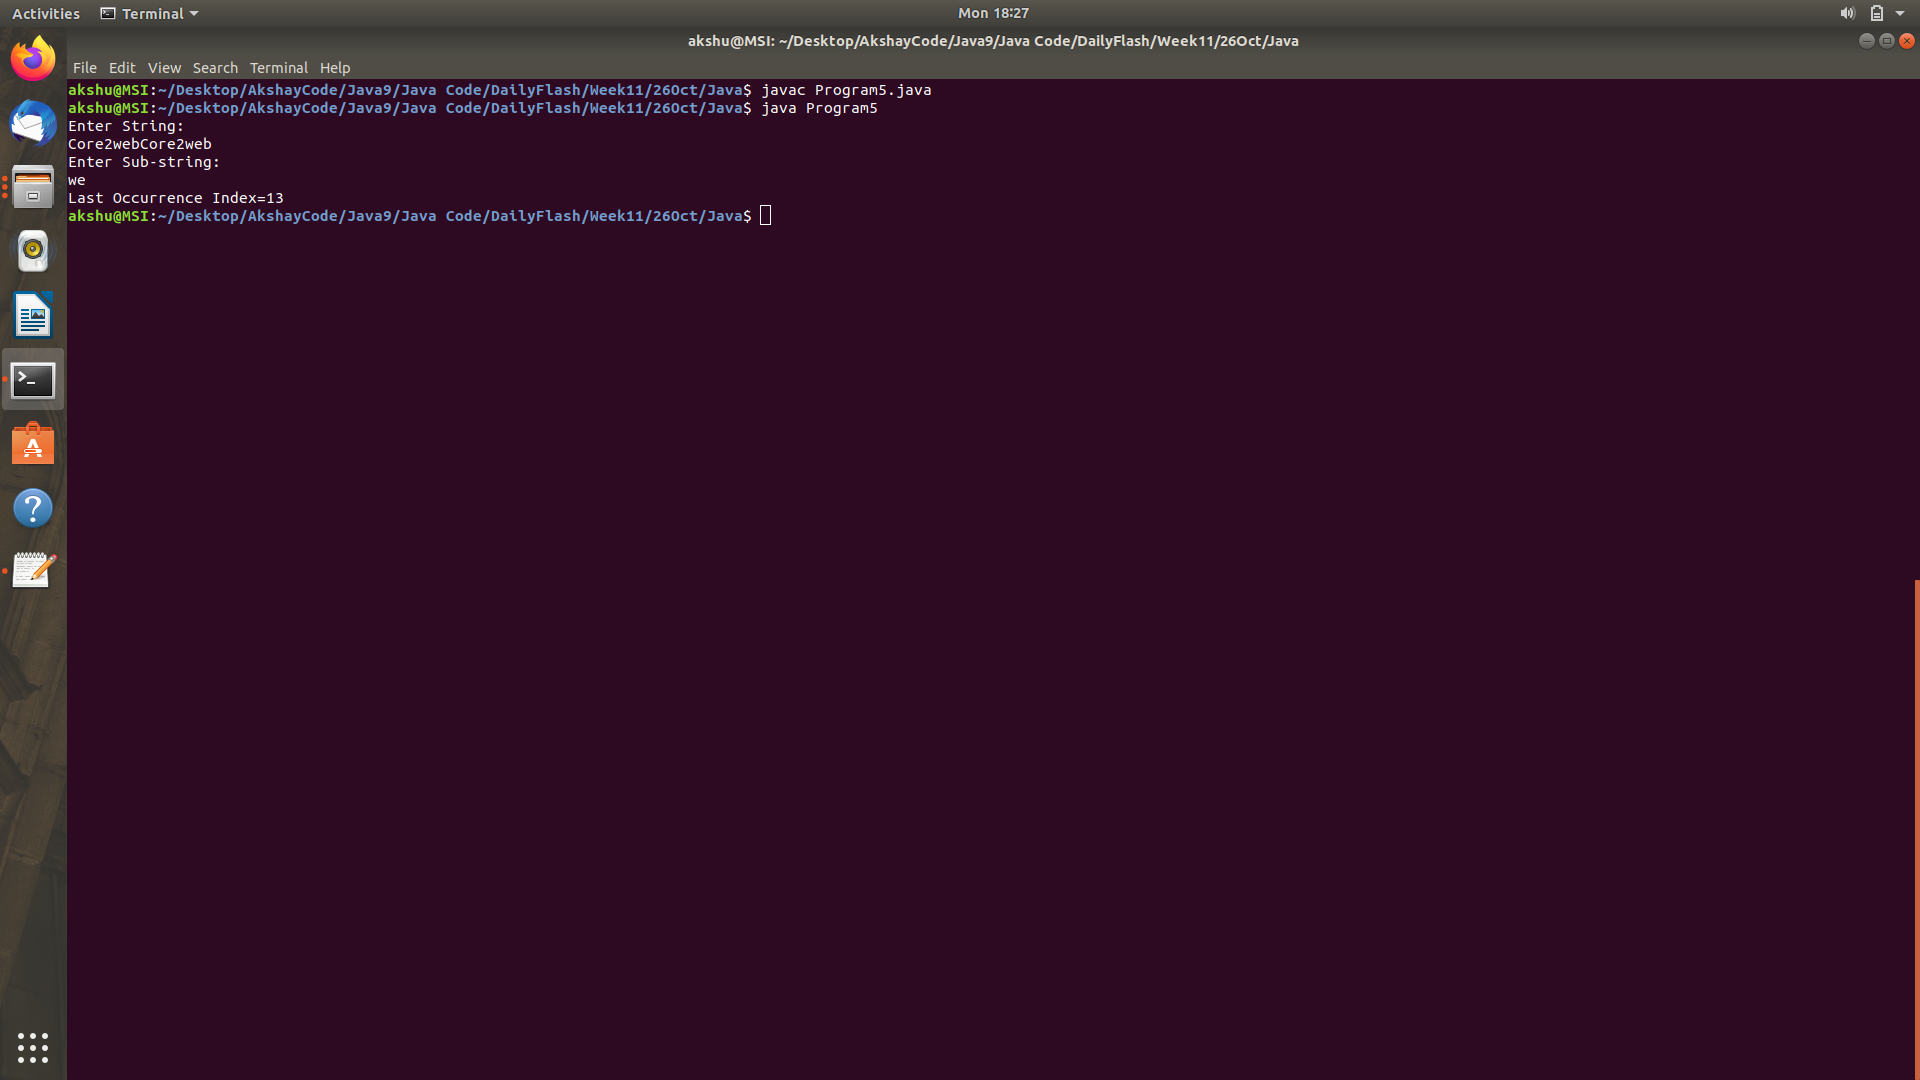 Activities Terminal Mon 18:27
akshu@MSI: ~/Desktop/AkshayCode/Java9/Java Code/DailyFlash/Week11/26Oct/Java
File Edit View Search Terminal Help
akshu@MSI:~/Desktop/AkshayCode/Java9/Java Code/DailyFlash/Week11/26Oct/Java$ javac Program5.java
akshu@MSI:~/Desktop/AkshayCode/Java9/Java Code/DailyFlash/Week11/26Oct/Java$ java Program5
Enter String:
Core2webCore2web
Enter Sub-string:
we
Last Occurrence Index=13
akshu@MSI:~/Desktop/AkshayCode/Java9/Java Code/DailyFlash/Week11/26Oct/Java$